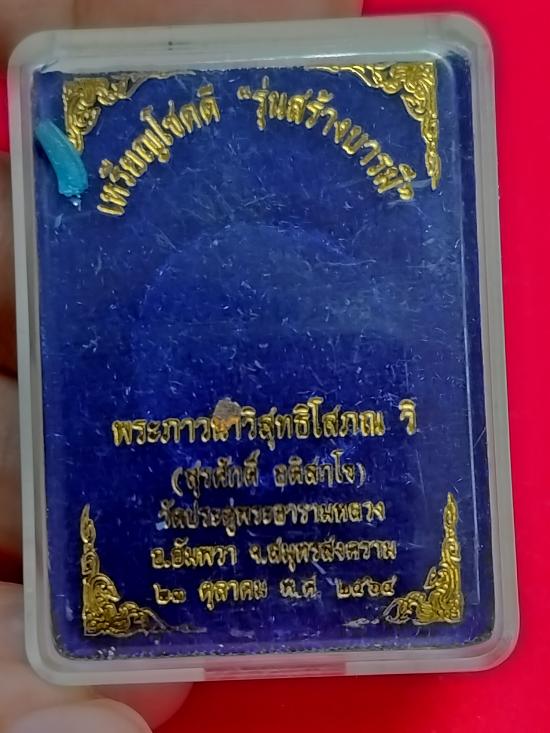 เหรียญโชคดี "รุ่นสร้างบารมี"
พระภาวนาวิสุทธิโสภณ วิ
(สุรศักดิ์ อติสกฺโข)
วัดประดู่พระอารามหลวง
อ.อัมพวา จ.สมุทรสงคราม
๒๓ ตุลาคม พ.ศ. ๒๕๖๔